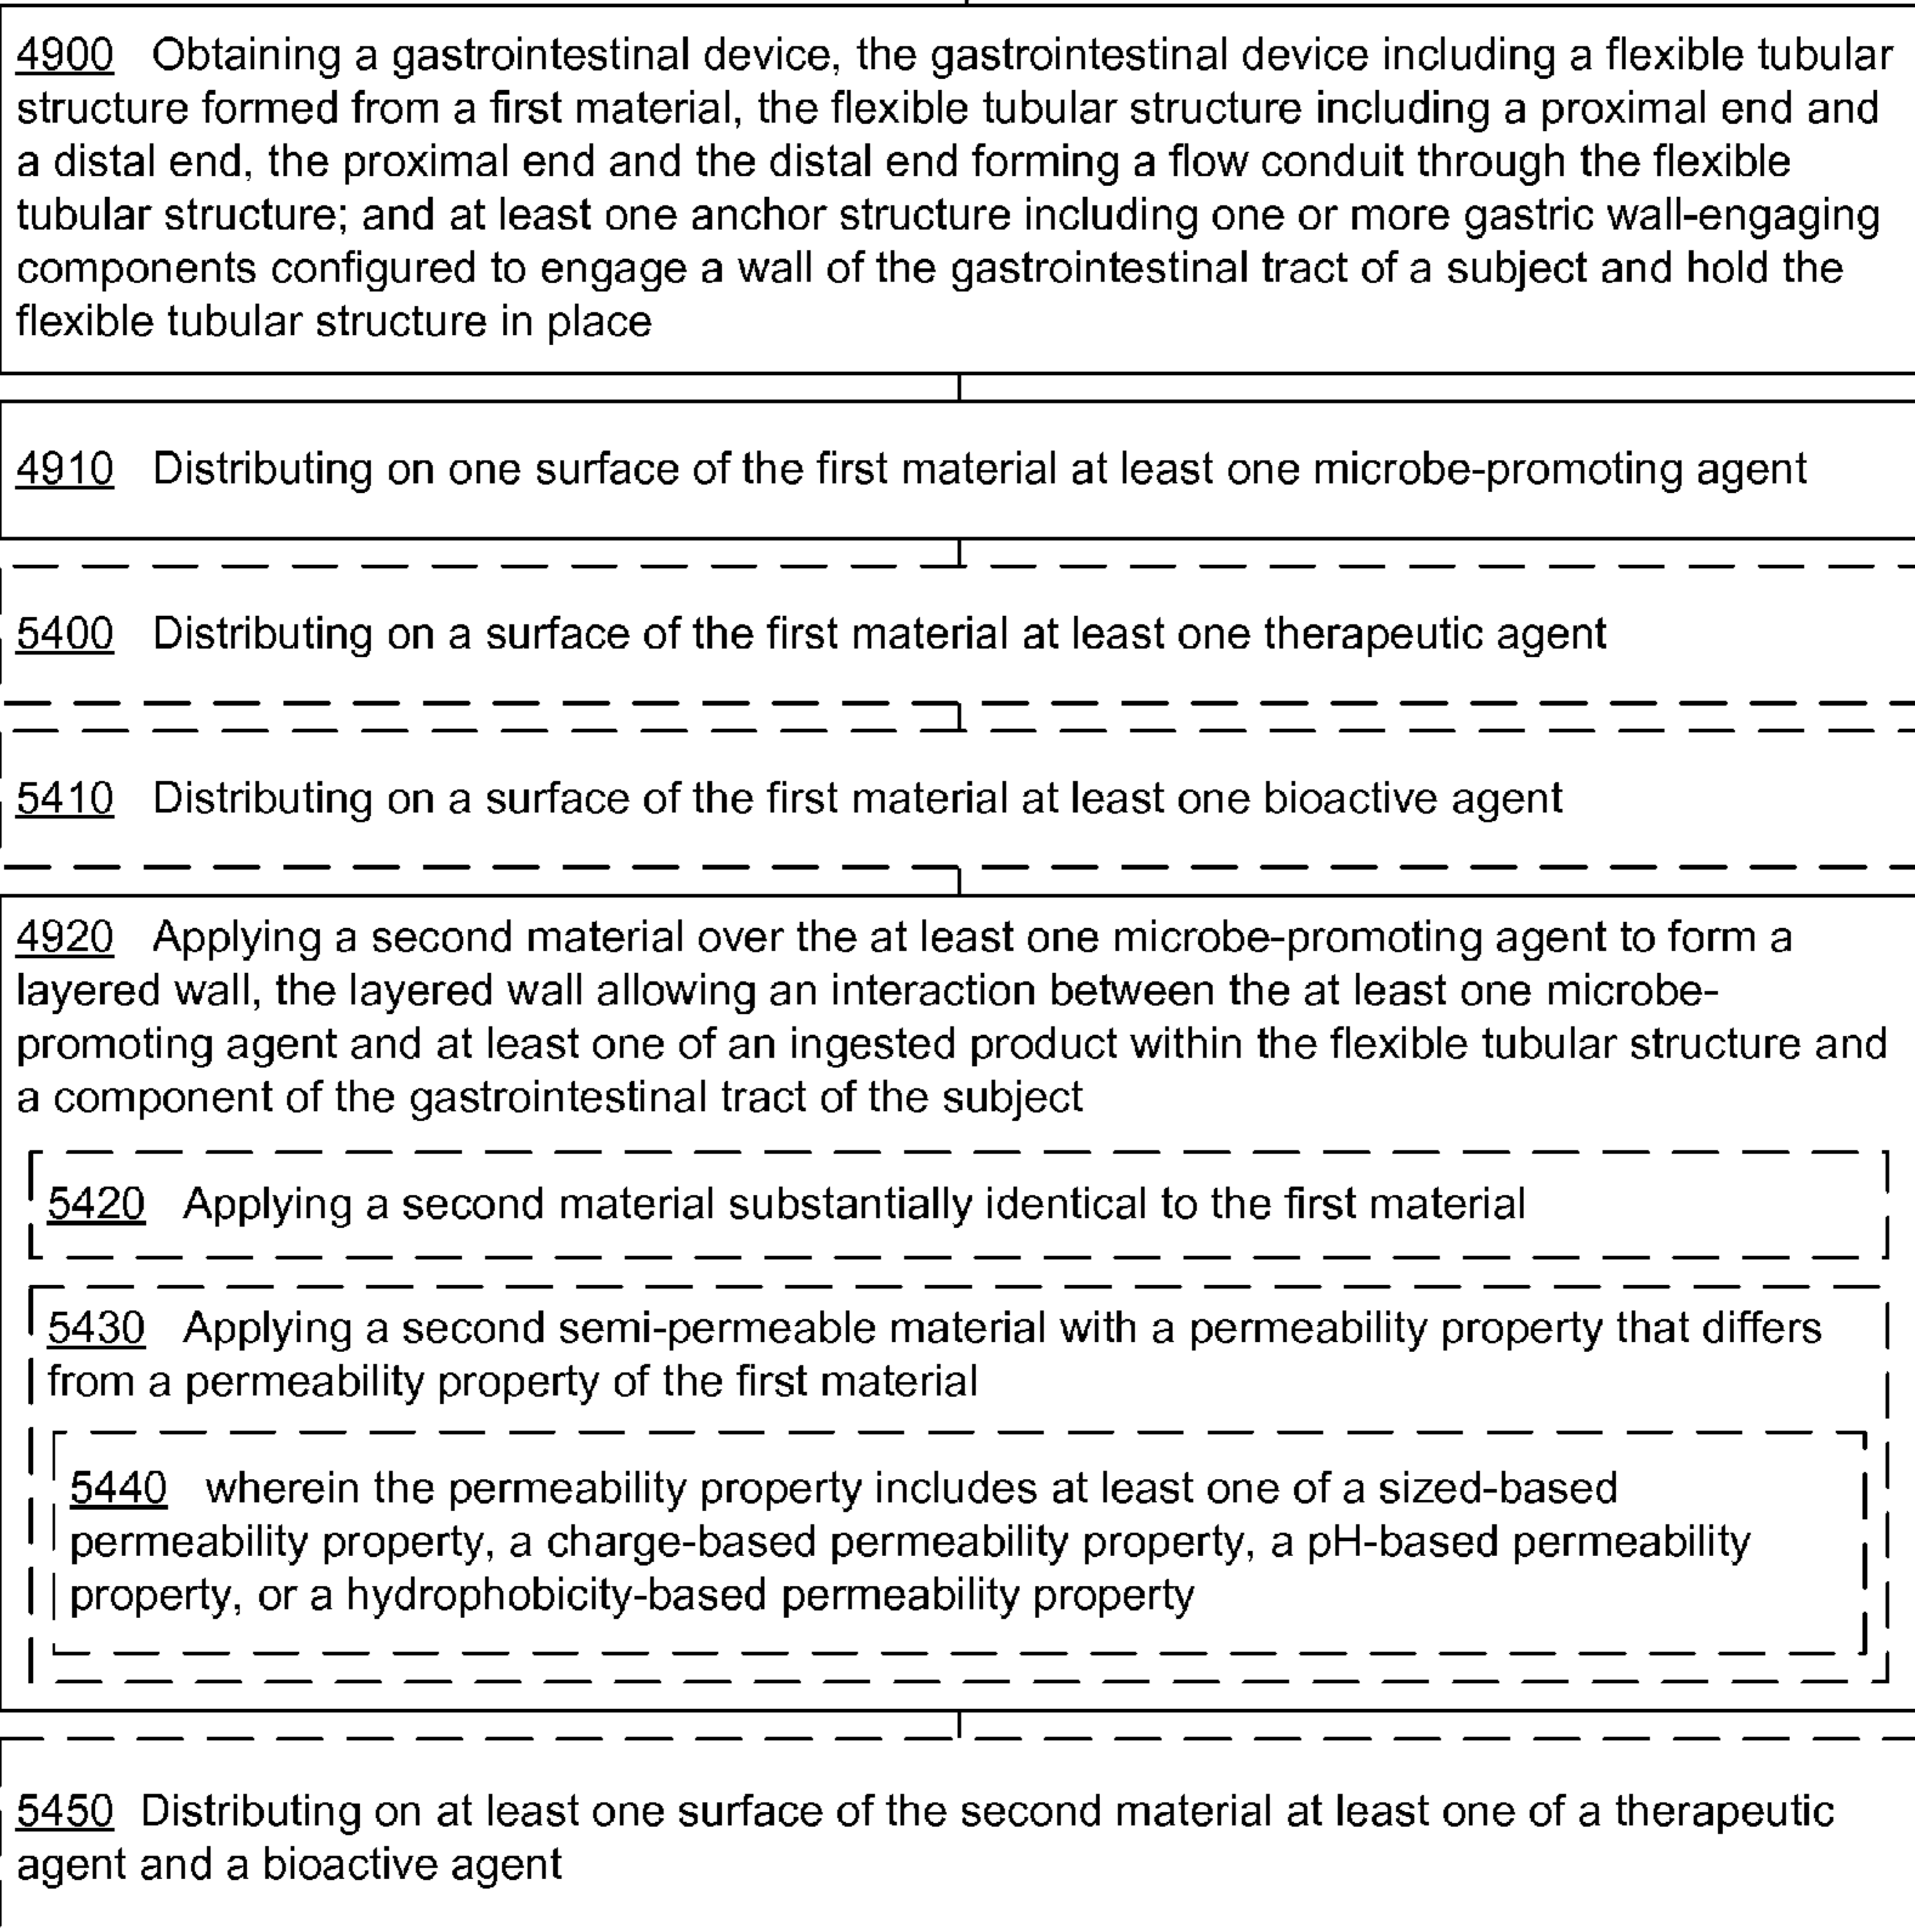 4900 Obtaining a gastrointestinal device, the gastrointestinal device including a flexible tubular
structure formed from a first material, the flexible tubular structure including a proximal end and
a distal end, the proximal end and the distal end forming a flow conduit through the flexible
tubular structure; and at least one anchor structure including one or more gastric wall-engaging
components configured to engage a wall of the gastrointestinal tract of a subject and hold the
flexible tubular structure in place
4910 Distributing on one surface of the first material at least one microbe-promoting agent
5400 Distributing on a surface of the first material at least one therapeutic agent
5410 Distributing on a surface of the first material at least one bioactive agent
4920 Applying a second material over the at least one microbe-promoting agent to form a
layered wall, the layered wall allowing an interaction between the at least one microbe-
promoting agent and at least one of an ingested product within the flexible tubular structure and
a component of the gastrointestinal tract of the subject
5420 Applying a second material substantially identical to the first material
5430 Applying a second semi-permeable material with a permeability property that differs
from a permeability property of the first material
5440 wherein the permeability property includes at least one of a sized-based
permeability property, a charge-based permeability property, a pH-based permeability
property, or a hydrophobicity-based permeability property
5450 Distributing on at least one surface of the second material at least one of a therapeutic
agent and a bioactive agent